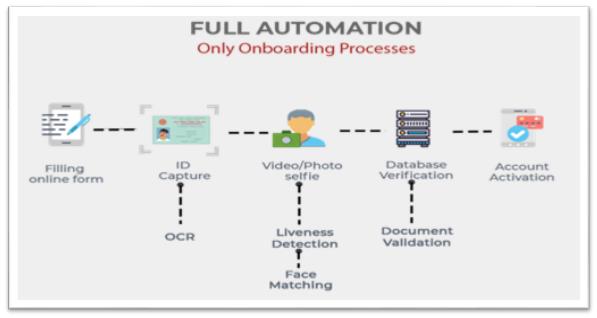 FULL AUTOMATION
Only Onboarding Processes
Filling
online form
ID
Capture
Video/Photo
selfie
Database
Verification
Account
Activation
OCR
Liveness
Detection
Document
Validation
Face
Matching